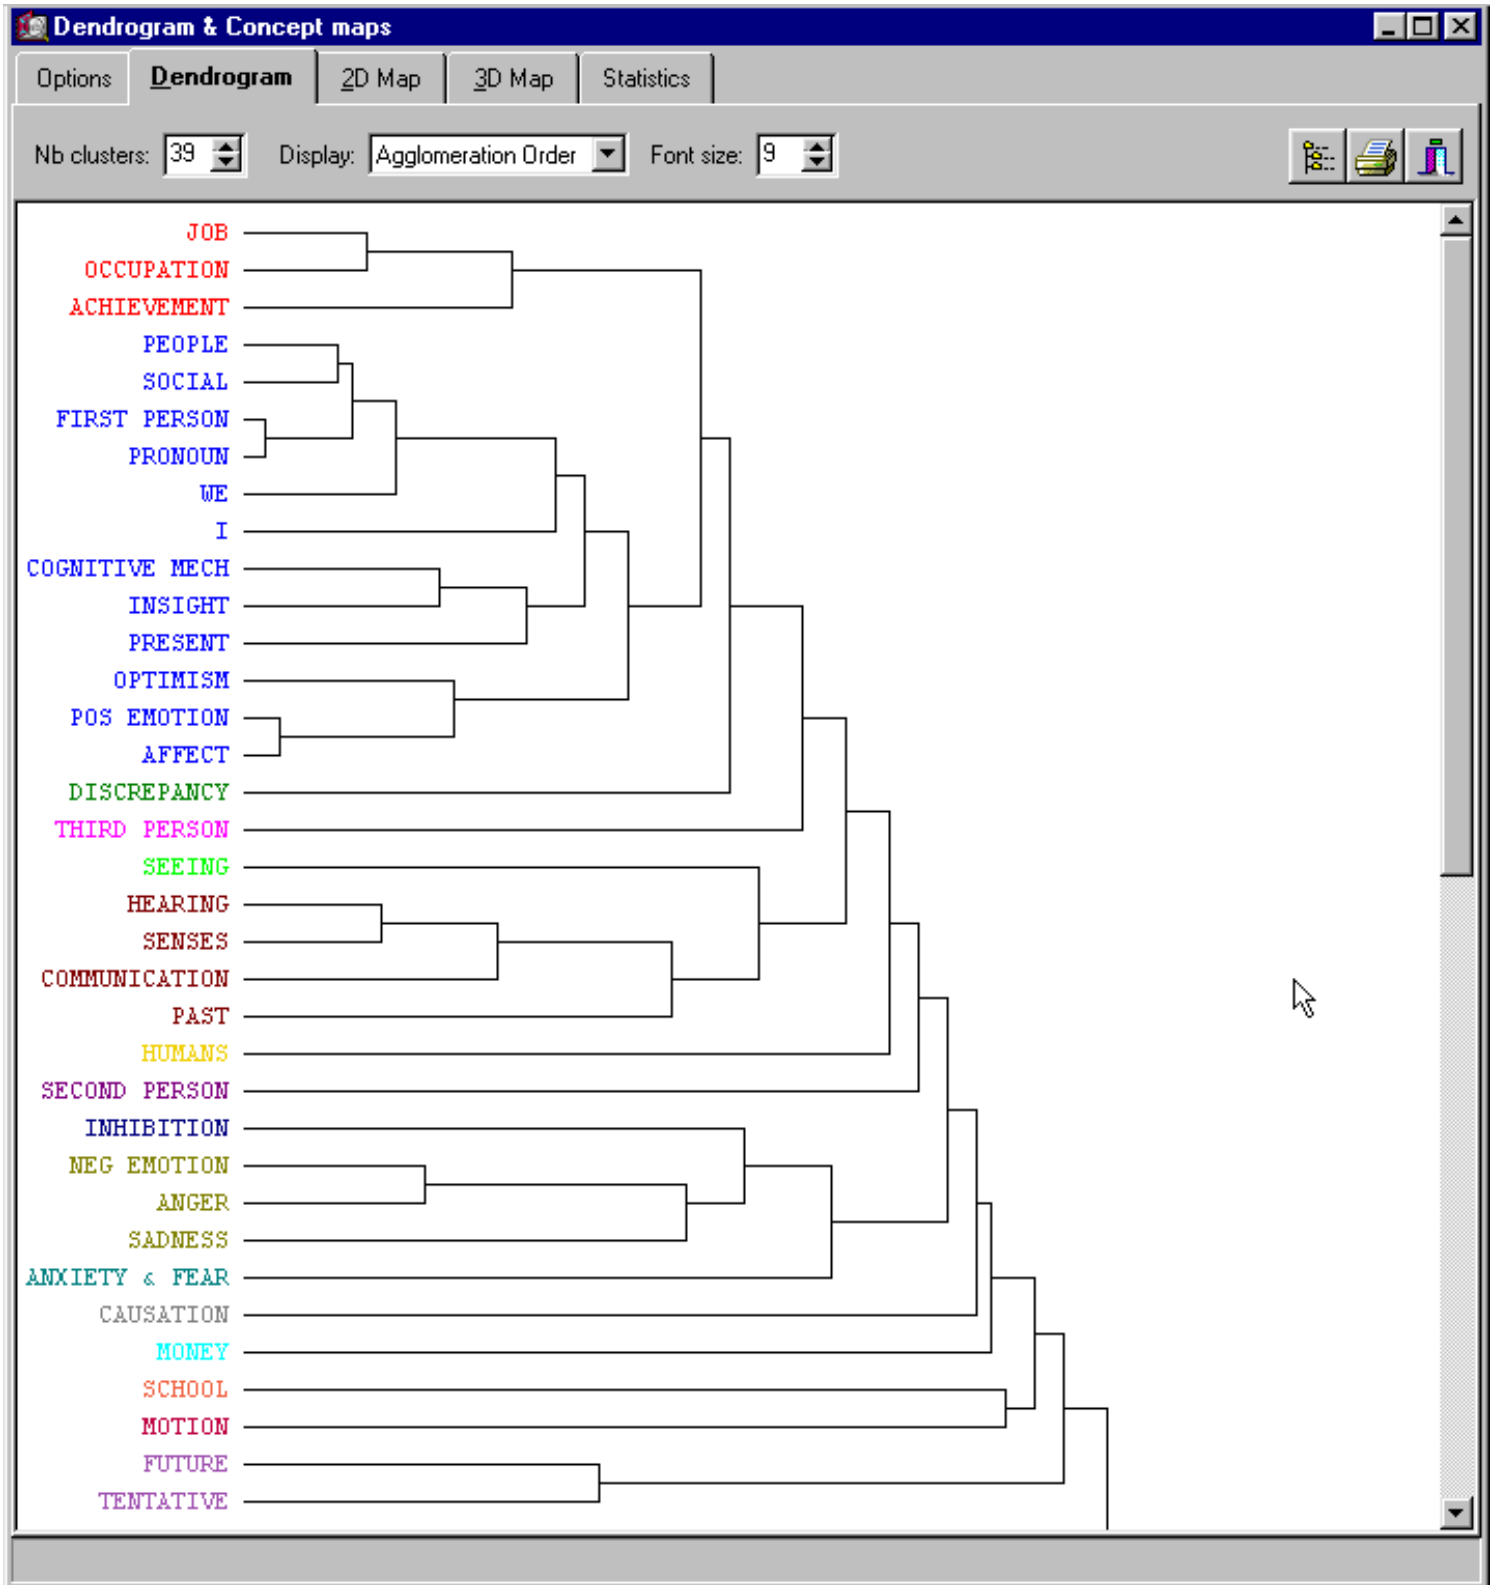 Dendrogram & Concept maps
Options Dendrogram 2D Map 3D Map Statistics
Nb clusters: 39 Display: Agglomeration Order Font size: 9
JOB
OCCUPATION
ACHIEVEMENT
PEOPLE
SOCIAL
FIRST PERSON
PRONOUN
WE
I
COGNITIVE MECH
INSIGHT
PRESENT
OPTIMISM
POS EMOTION
AFFECT
DISCREPANCY
THIRD PERSON
SEEING
HEARING
SENSES
COMMUNICATION
PAST
HUMANS
SECOND PERSON
INHIBITION
NEG EMOTION
ANGER
SADNESS
ANXIETY & FEAR
CAUSATION
MONEY
SCHOOL
MOTION
FUTURE
TENTATIVE